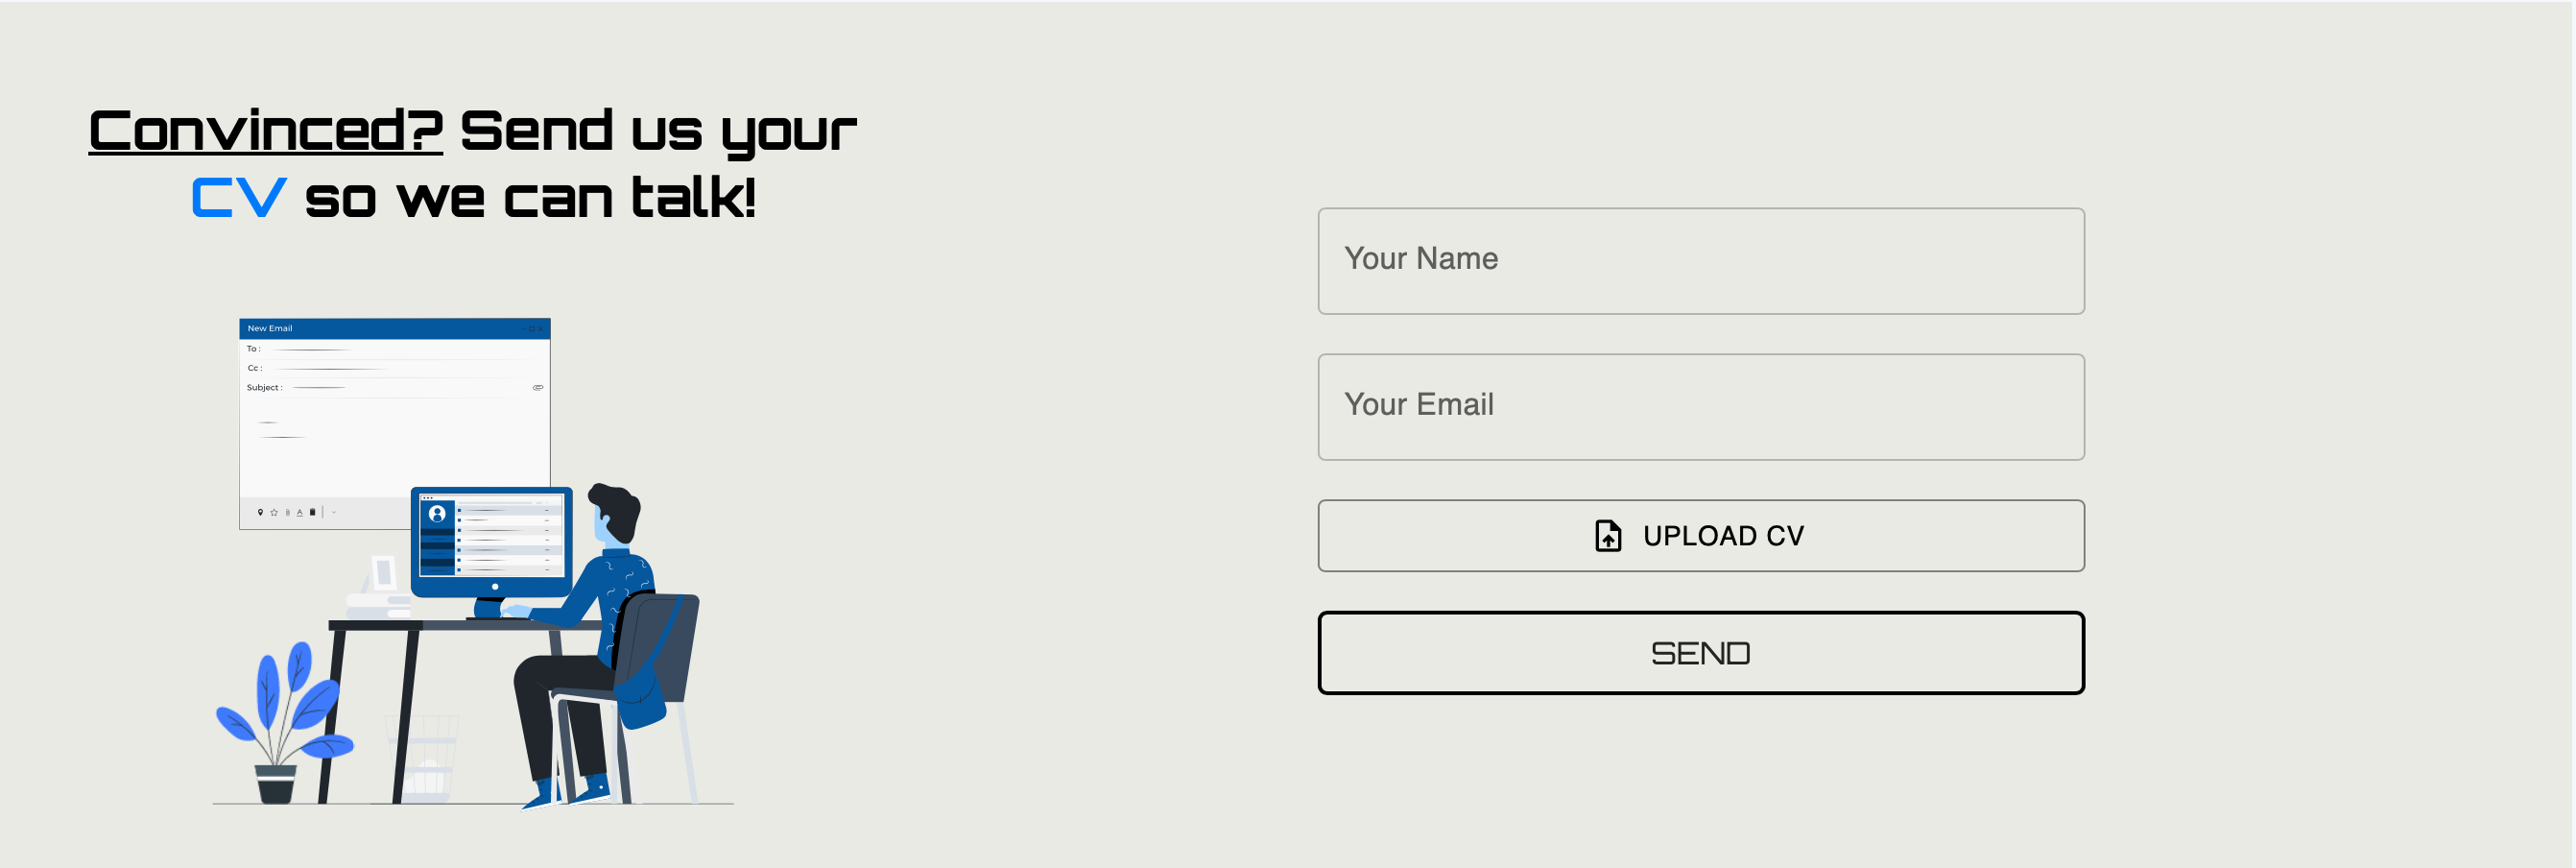 Convinced? Send us your
CV so we can talk!
New Email
To :
Cc :
Subject :
Your Name
Your Email
UPLOAD CV
SEND